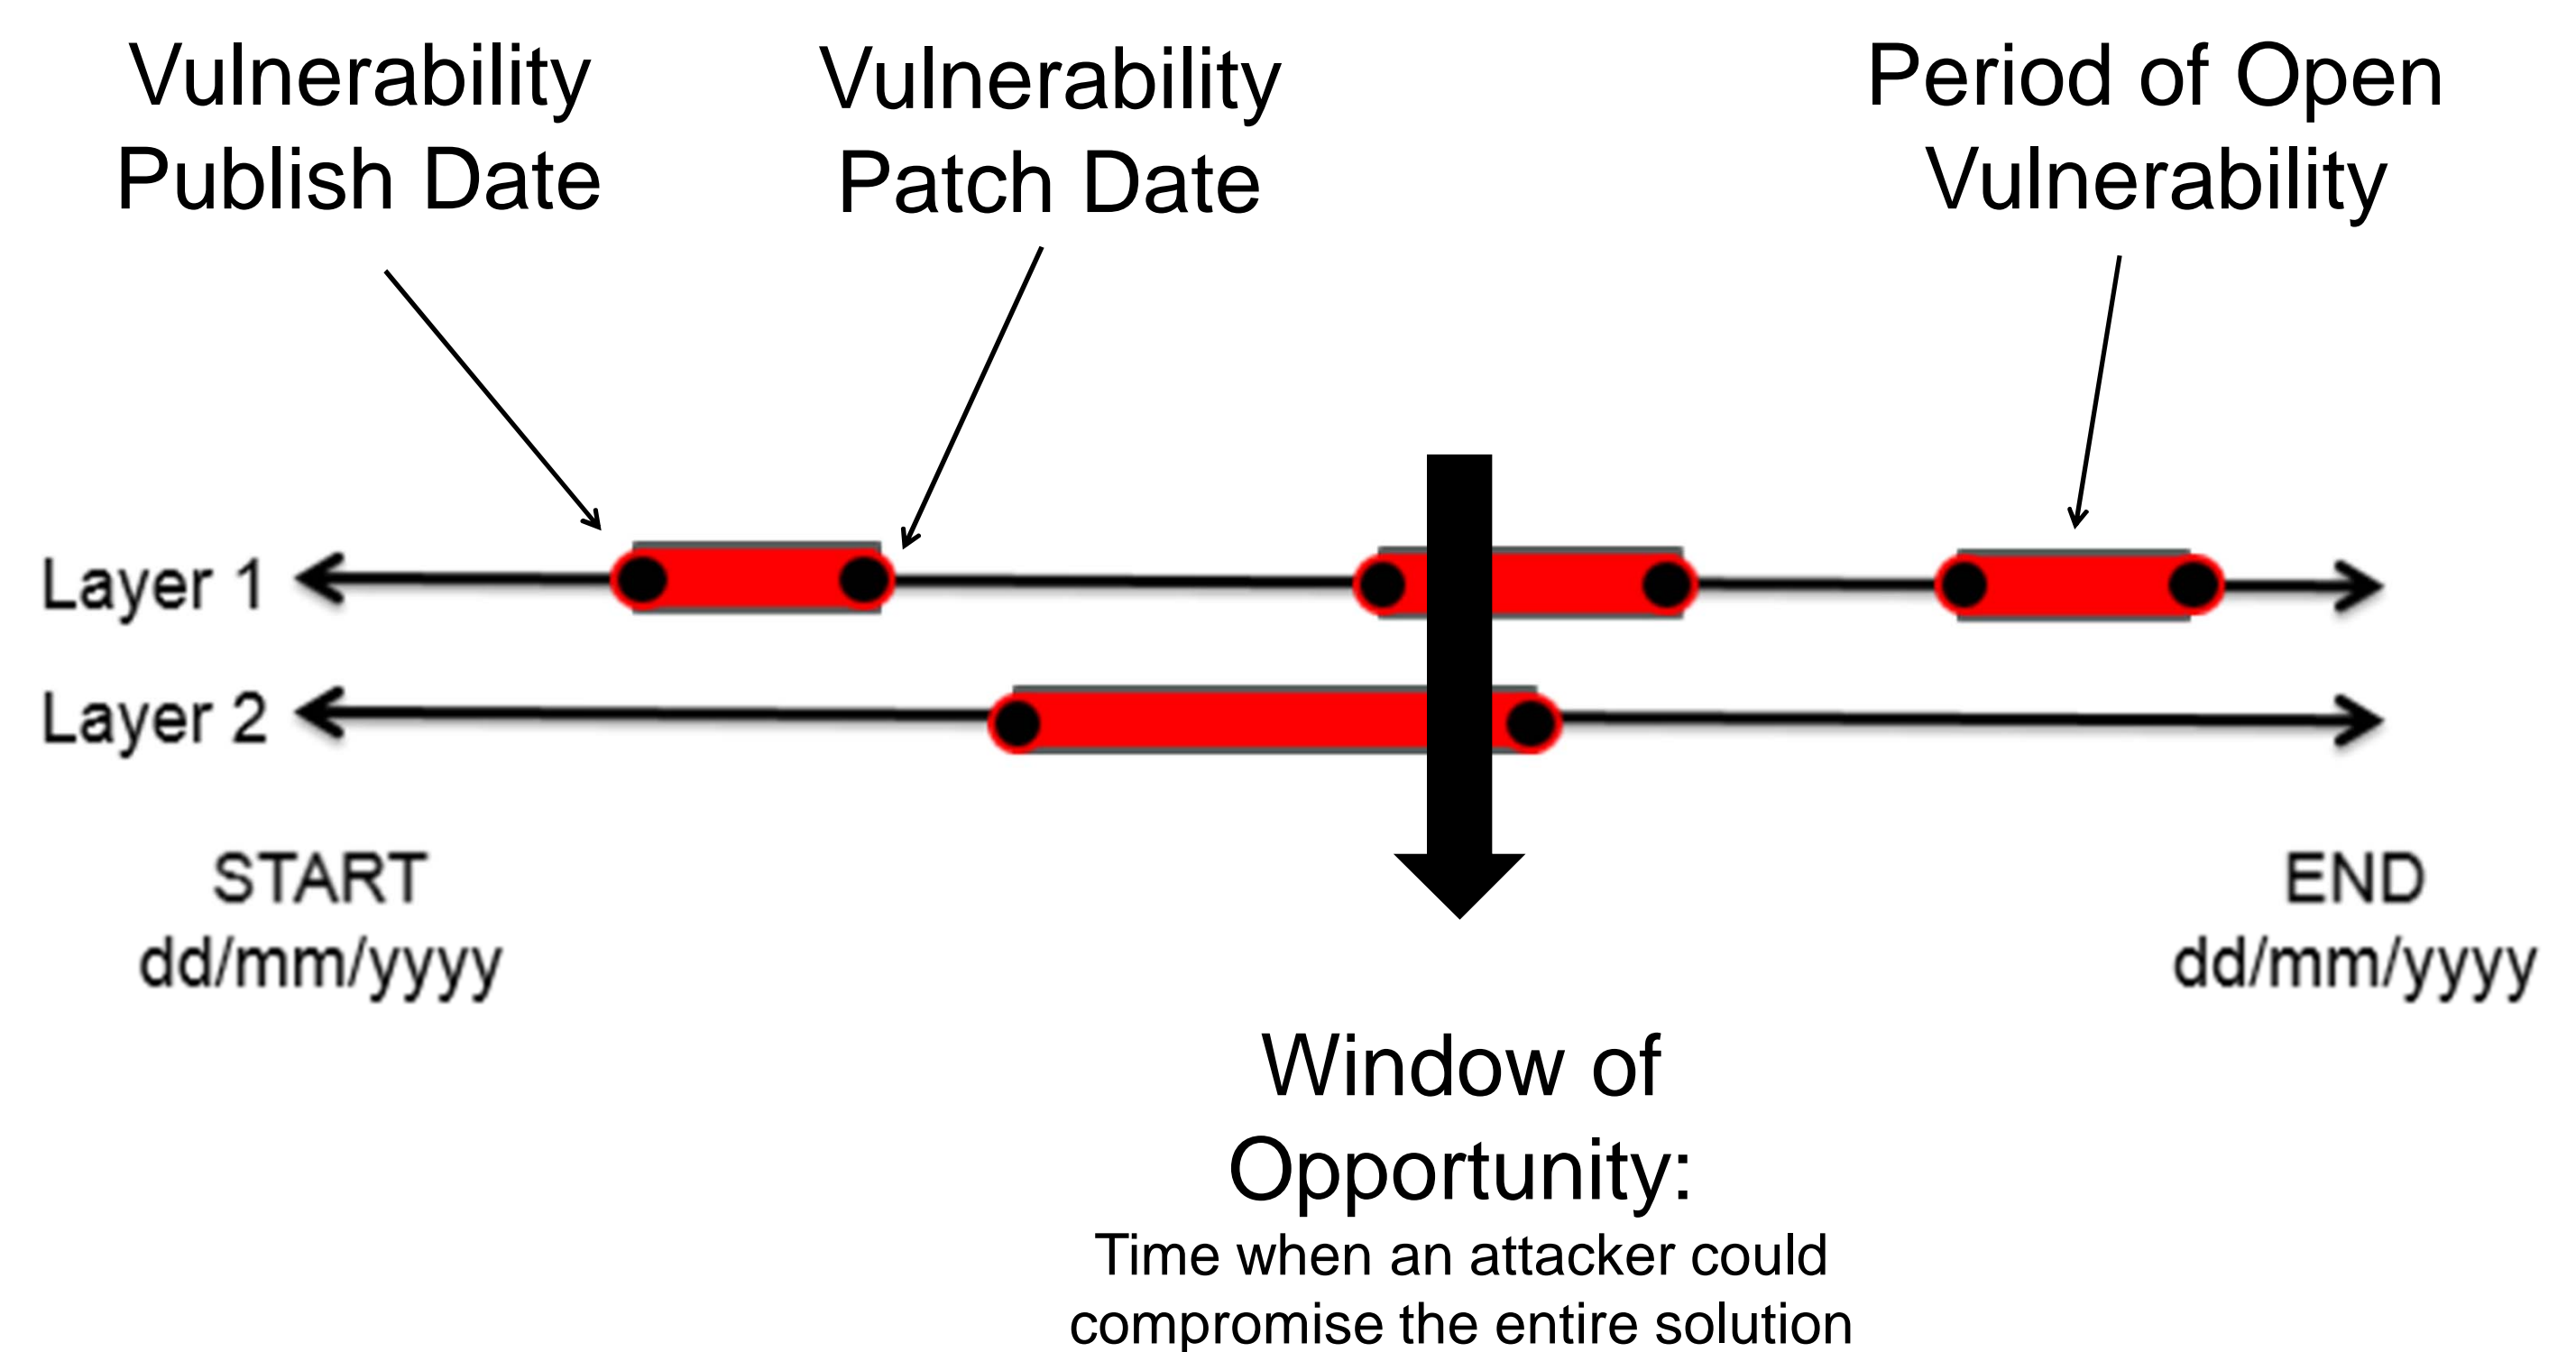 Vulnerability
Publish Date
Vulnerability
Patch Date
Period of Open
Vulnerability
Layer 1
Layer 2
START
dd/mm/yyyy
END
dd/mm/yyyy
Window of
Opportunity:
Time when an attacker could
compromise the entire solution